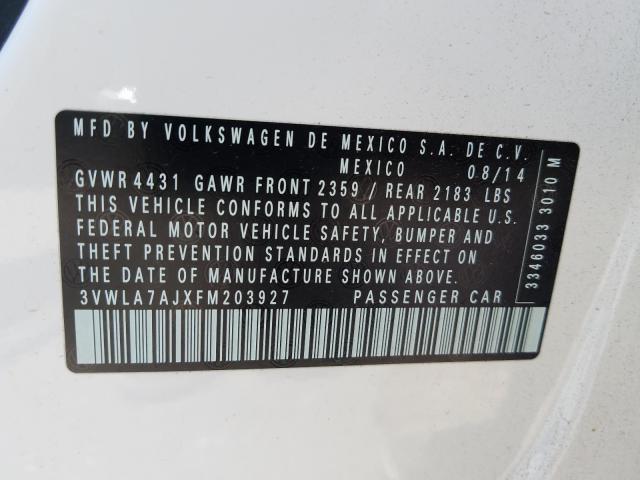 MFD BY VOLKSWAGEN DE MEXICO S.A. DE C.V.
MEXICO 08/14
GVWR 4431 GAWR FRONT 2359 / REAR 2183 LBS
THIS VEHICLE CONFORMS TO ALL APPLICABLE U.S.
FEDERAL MOTOR VEHICLE SAFETY, BUMPER AND
THEFT PREVENTION STANDARDS IN EFFECT ON
THE DATE OF MANUFACTURE SHOWN ABOVE.
3VWLA7AJXFM203927 PASSENGER CAR
3346033 3010 M